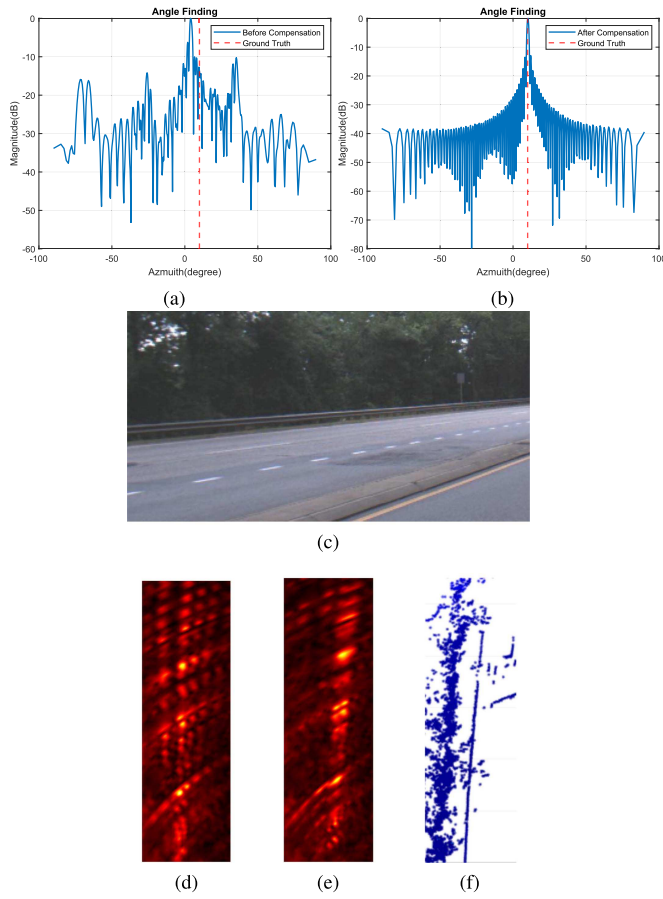 Angle Finding
Before Compensation
Ground Truth
0
-10
-20
-30
-40
-50
-60
Magnitude(dB)
-100
-50
0
50
100
Azmuith(degree)
(a)
Angle Finding
After Compensation
Ground Truth
0
-10
-20
-30
-40
-50
-60
-70
-80
Magnitude(dB)
-100
-50
0
50
100
Azmuith(degree)
(b)
(c)
(d)
(e)
(f)